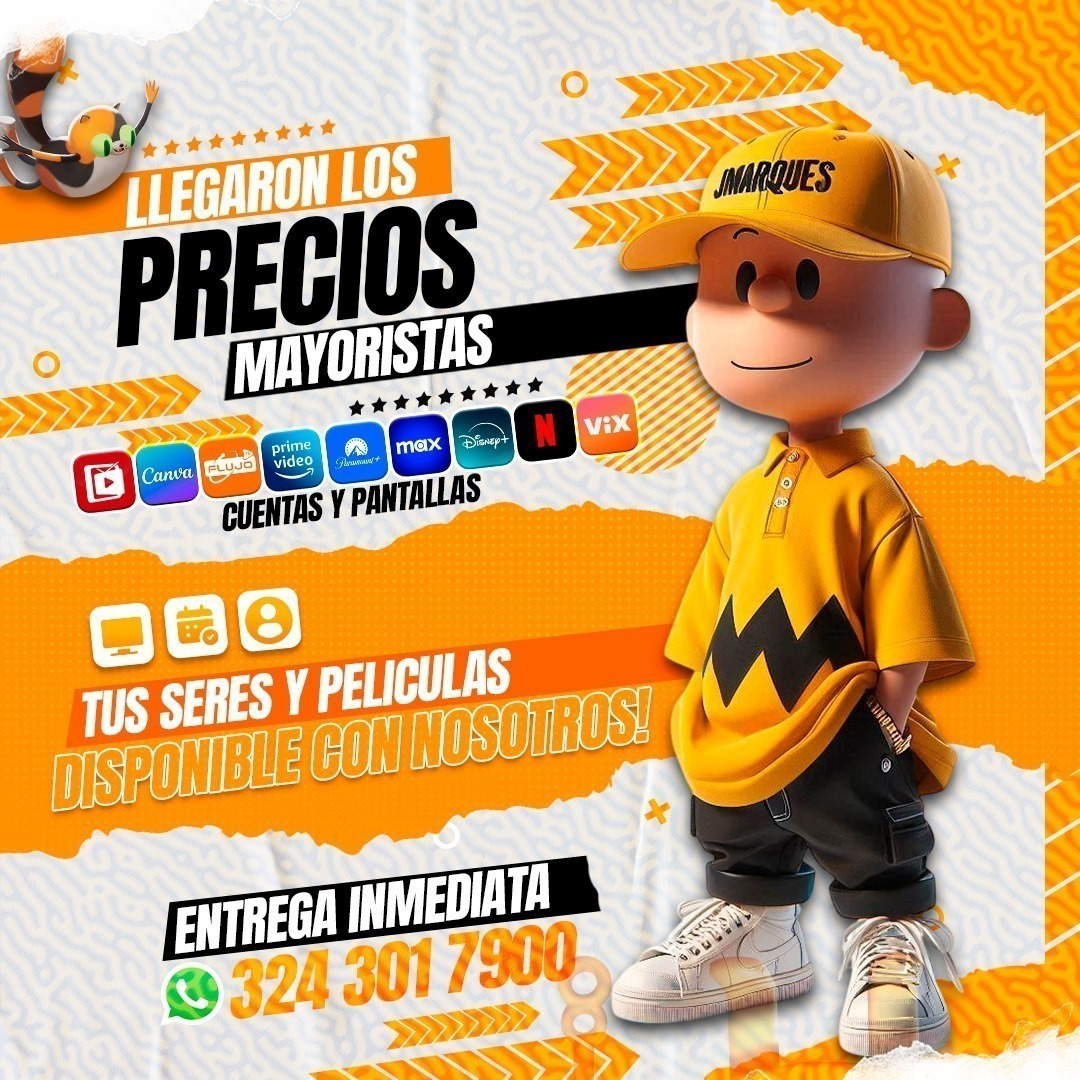 LLEGARON LOS
PRECIOS
MAYORISTAS
JMARQUES
Canva
FLUJO
prime video
Paramount+
max
Disney+
N
ViX
CUENTAS Y PANTALLAS
TUS SERES Y PELICULAS
DISPONIBLE CON NOSOTROS!
ENTREGA INMEDIATA
324 301 7900